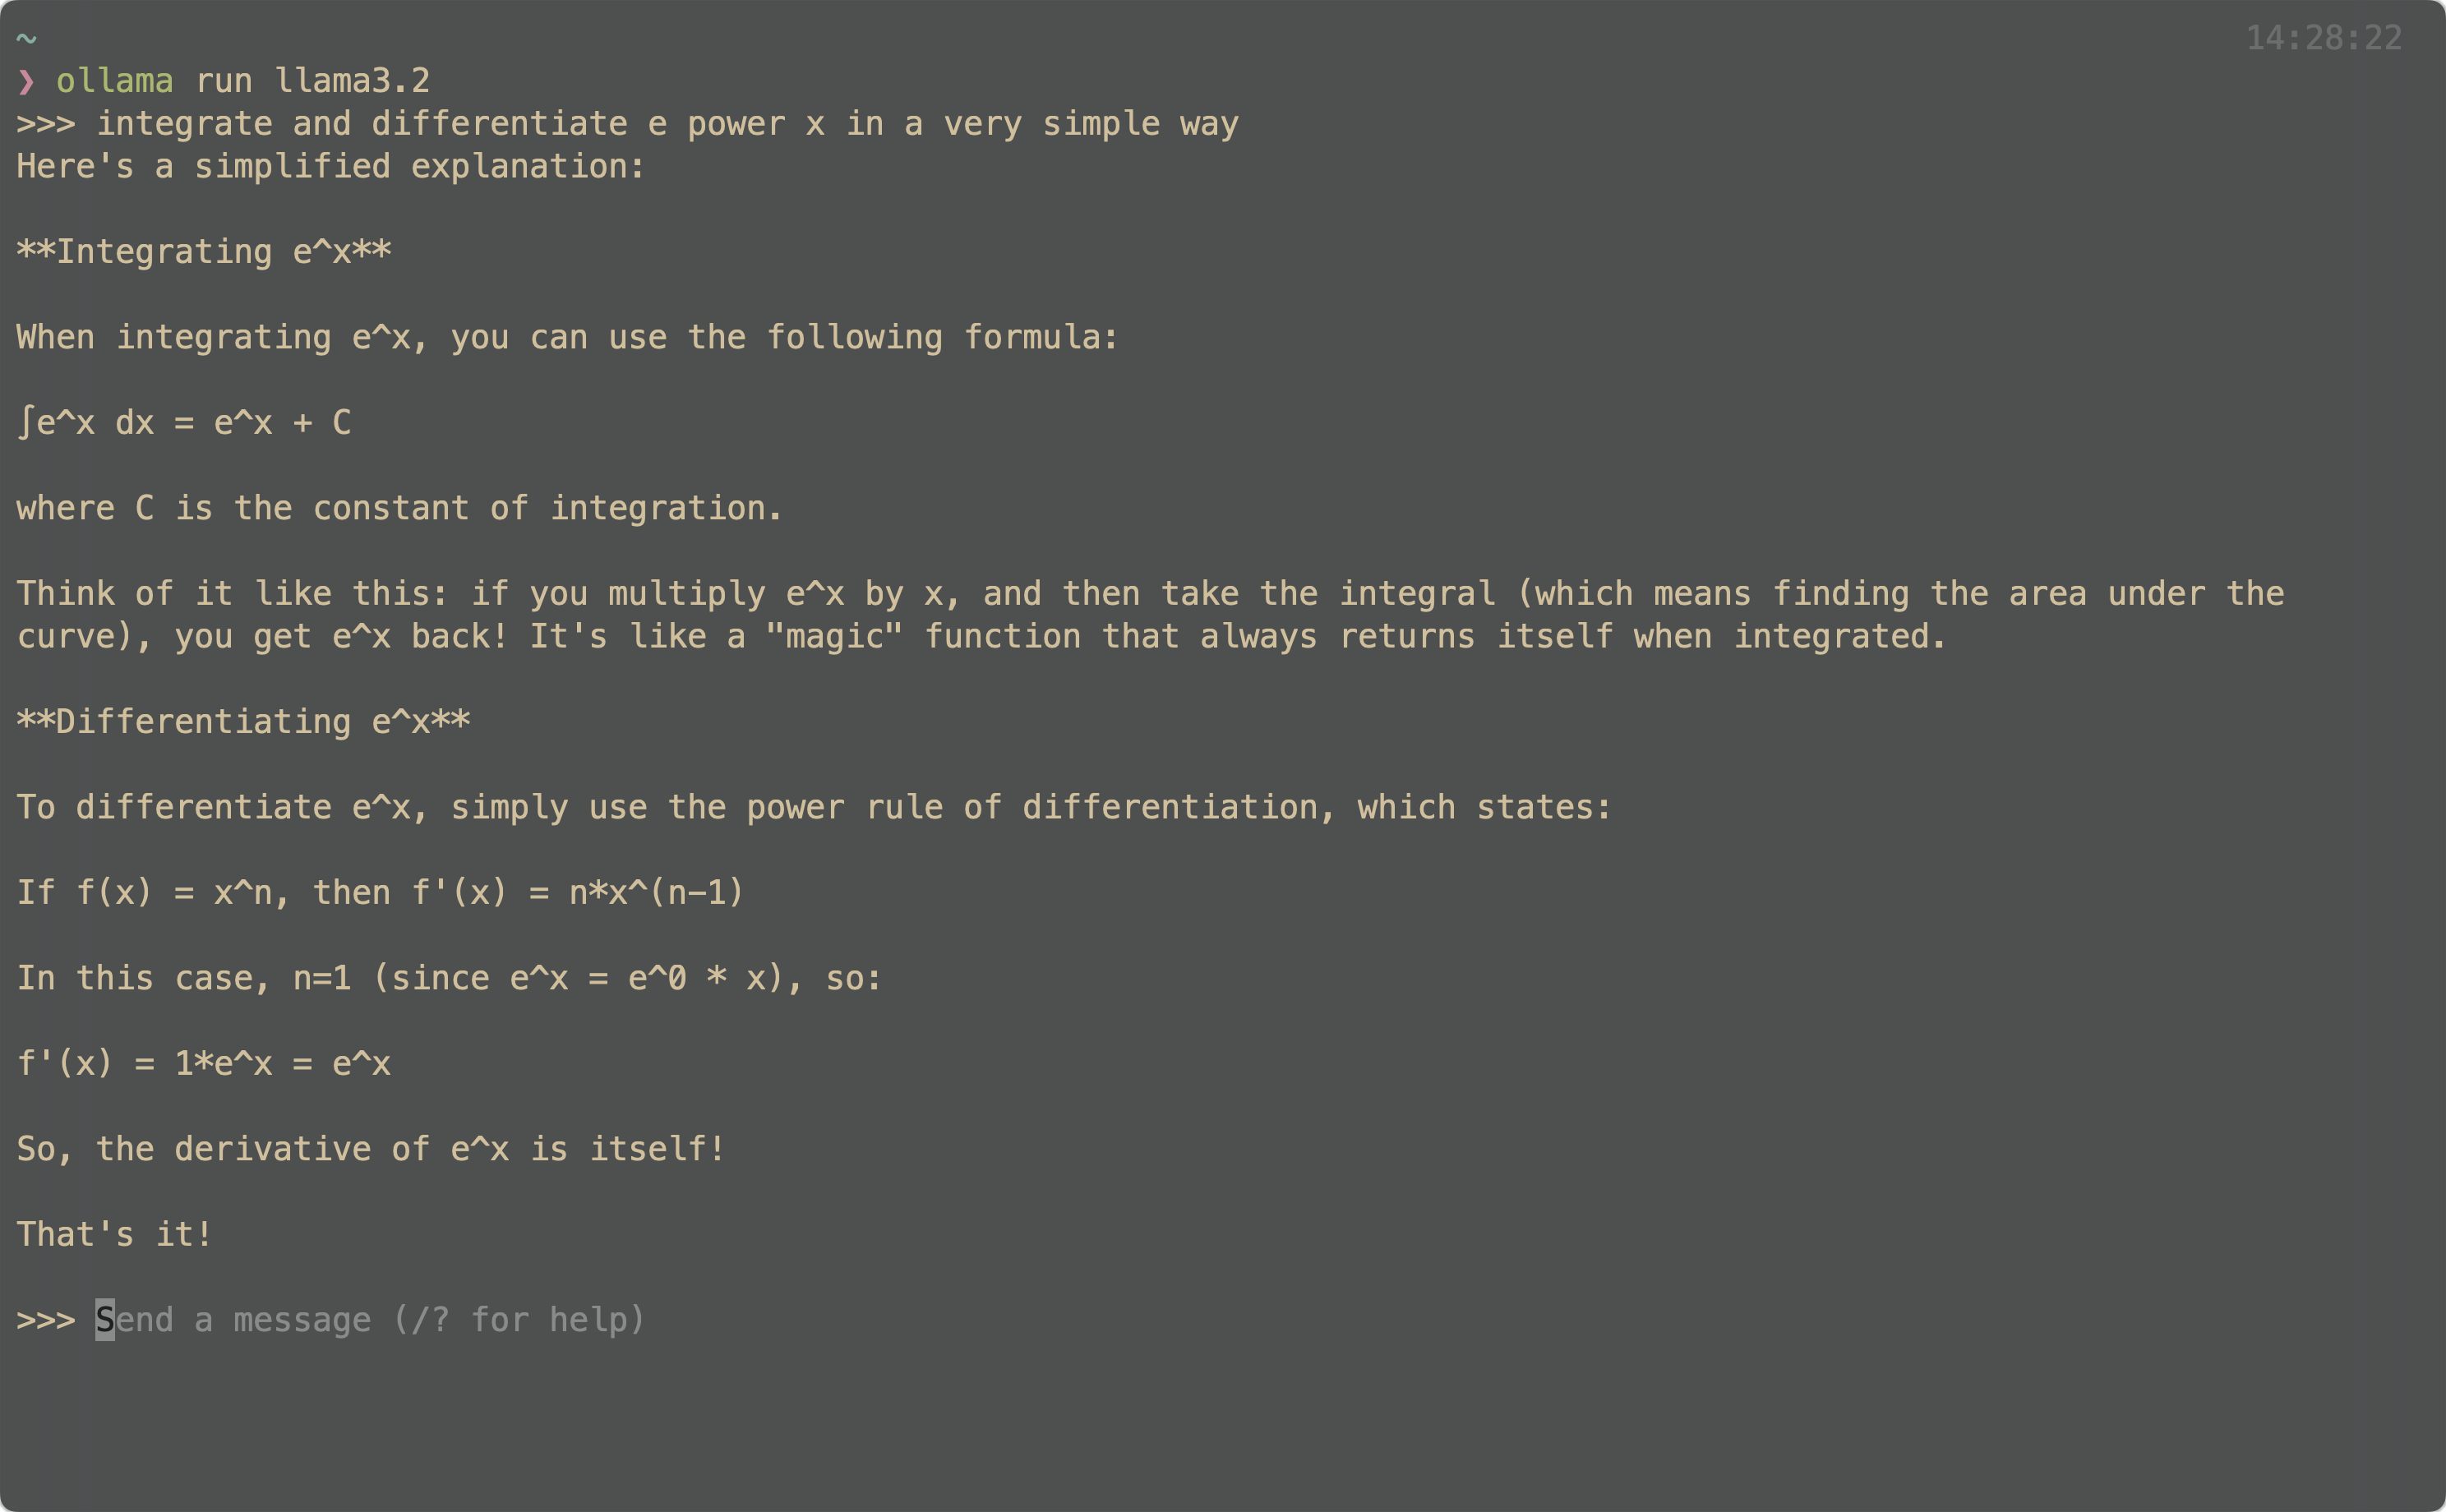 ~ 14:28:22
❯ ollama run llama3.2
>>> integrate and differentiate e power x in a very simple way
Here's a simplified explanation:
**Integrating e^x**
When integrating e^x, you can use the following formula:
∫e^x dx = e^x + C
where C is the constant of integration.
Think of it like this: if you multiply e^x by x, and then take the integral (which means finding the area under the
curve), you get e^x back! It's like a "magic" function that always returns itself when integrated.
**Differentiating e^x**
To differentiate e^x, simply use the power rule of differentiation, which states:
If f(x) = x^n, then f'(x) = n*x^(n-1)
In this case, n=1 (since e^x = e^0 * x), so:
f'(x) = 1*e^x = e^x
So, the derivative of e^x is itself!
That's it!
>>> Send a message (/? for help)